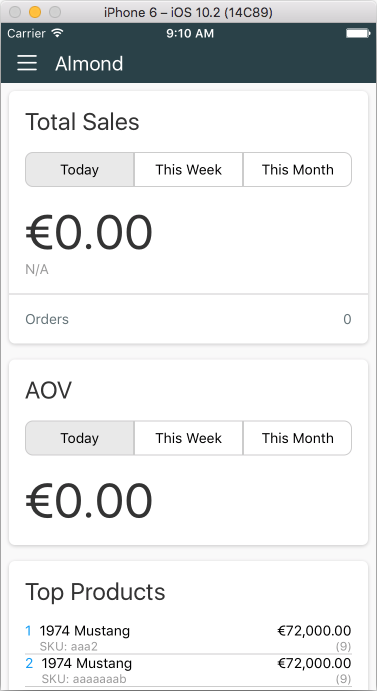 iPhone 6 – iOS 10.2 (14C89)
Carrier 9:10 AM
Almond
Total Sales
Today This Week This Month
€0.00
N/A
Orders 0
AOV
Today This Week This Month
€0.00
Top Products
1 1974 Mustang €72,000.00
SKU: aaa2 (9)
2 1974 Mustang €72,000.00
SKU: aaaaaaab (9)